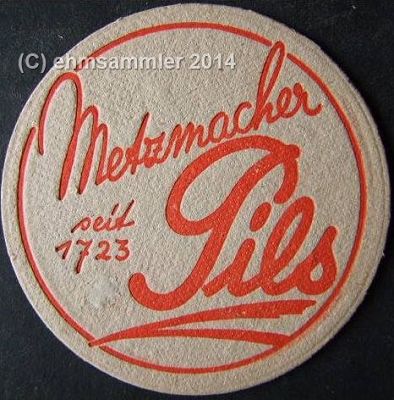 (C) ehmsammler 2014
Metzmacher
Pils
seit
1723